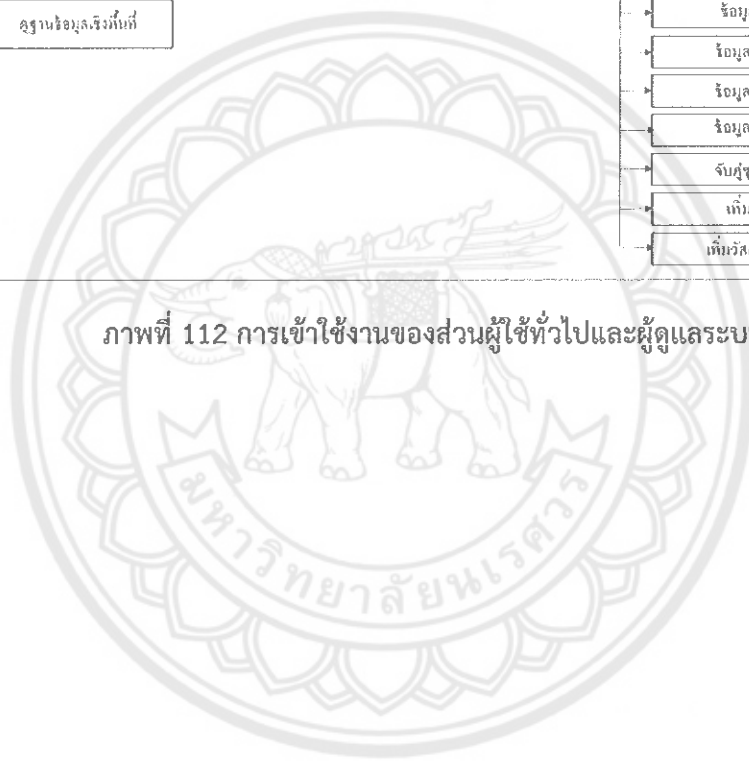 ดูฐานข้อมูลเชิงพื้นที่
ข้อมู
ข้อมูล
ข้อมูล
ข้อมูล
จับคู่
เพิ่ม
เพิ่มวัส
ภาพที่ 112 การเข้าใช้งานของส่วนผู้ใช้ทั่วไปและผู้ดูแลระบ
มหาวิทยาลัยนเรศวร